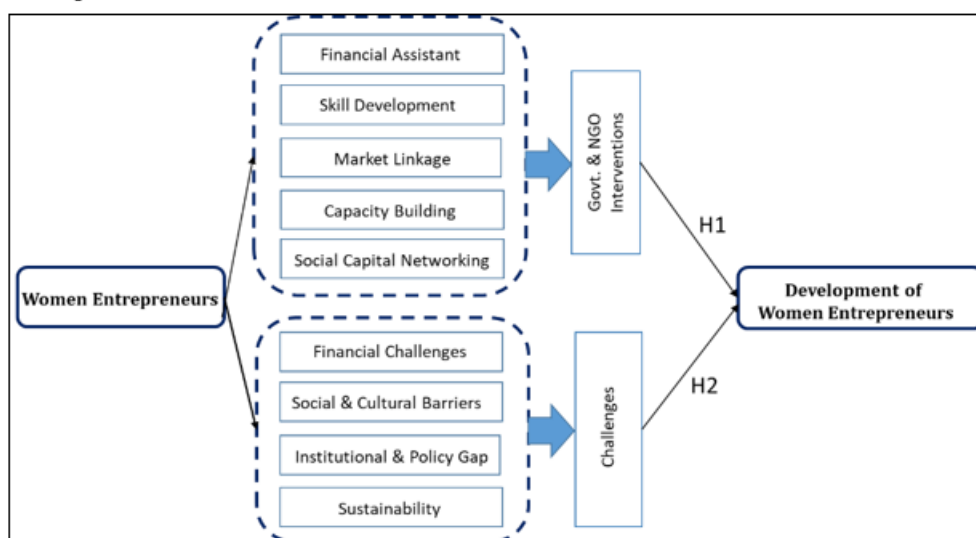 Financial Assistant
Skill Development
Market Linkage
Capacity Building
Social Capital Networking
Govt. & NGO
Interventions
H1
Women Entrepreneurs
Development of
Women Entrepreneurs
Financial Challenges
Social & Cultural Barriers
Institutional & Policy Gap
Sustainability
Challenges
H2